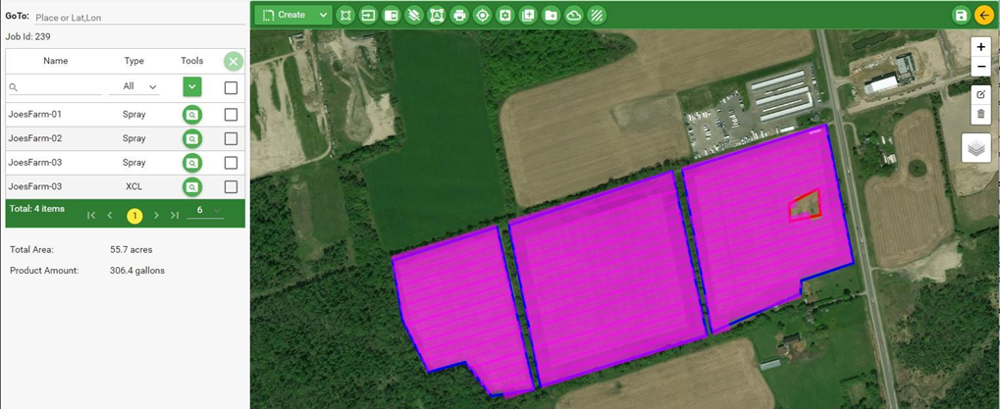 GoTo: Place or Lat,Lon
Create
Job Id: 239
Name Type Tools
All
JoesFarm-01 Spray
JoesFarm-02 Spray
JoesFarm-03 Spray
JoesFarm-03 XCL
Total: 4 items
1
6
Total Area: 55.7 acres
Product Amount: 306.4 gallons